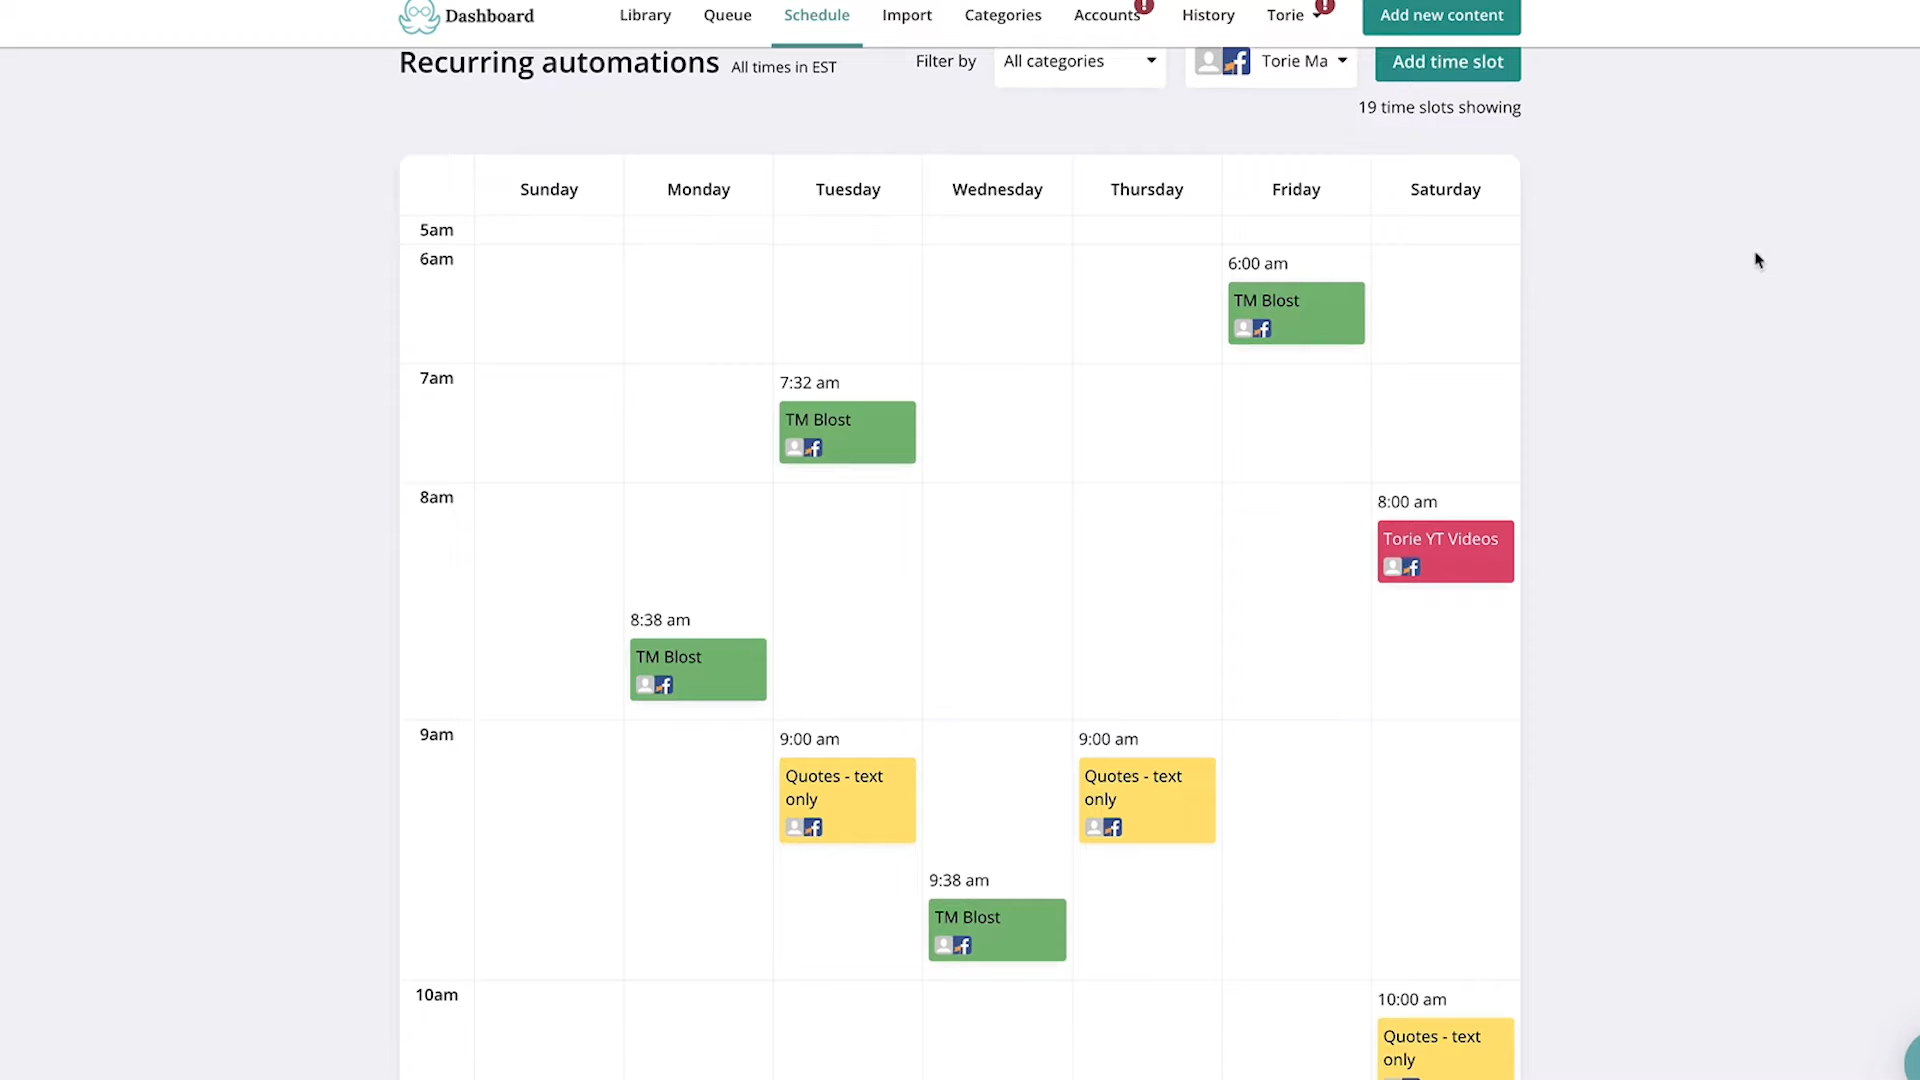 Dashboard Library Queue Schedule Import Categories Accounts ! History Torie ! Add new content
Recurring automations All times in EST Filter by All categories Torie Ma Add time slot
19 time slots showing
Sunday Monday Tuesday Wednesday Thursday Friday Saturday
5am
6am
6:00 am
TM Blost
7am
7:32 am
TM Blost
8am
8:00 am
Torie YT Videos
8:38 am
TM Blost
9am
9:00 am
Quotes - text
only
9:00 am
Quotes - text
only
9:38 am
TM Blost
10am
10:00 am
Quotes - text
only